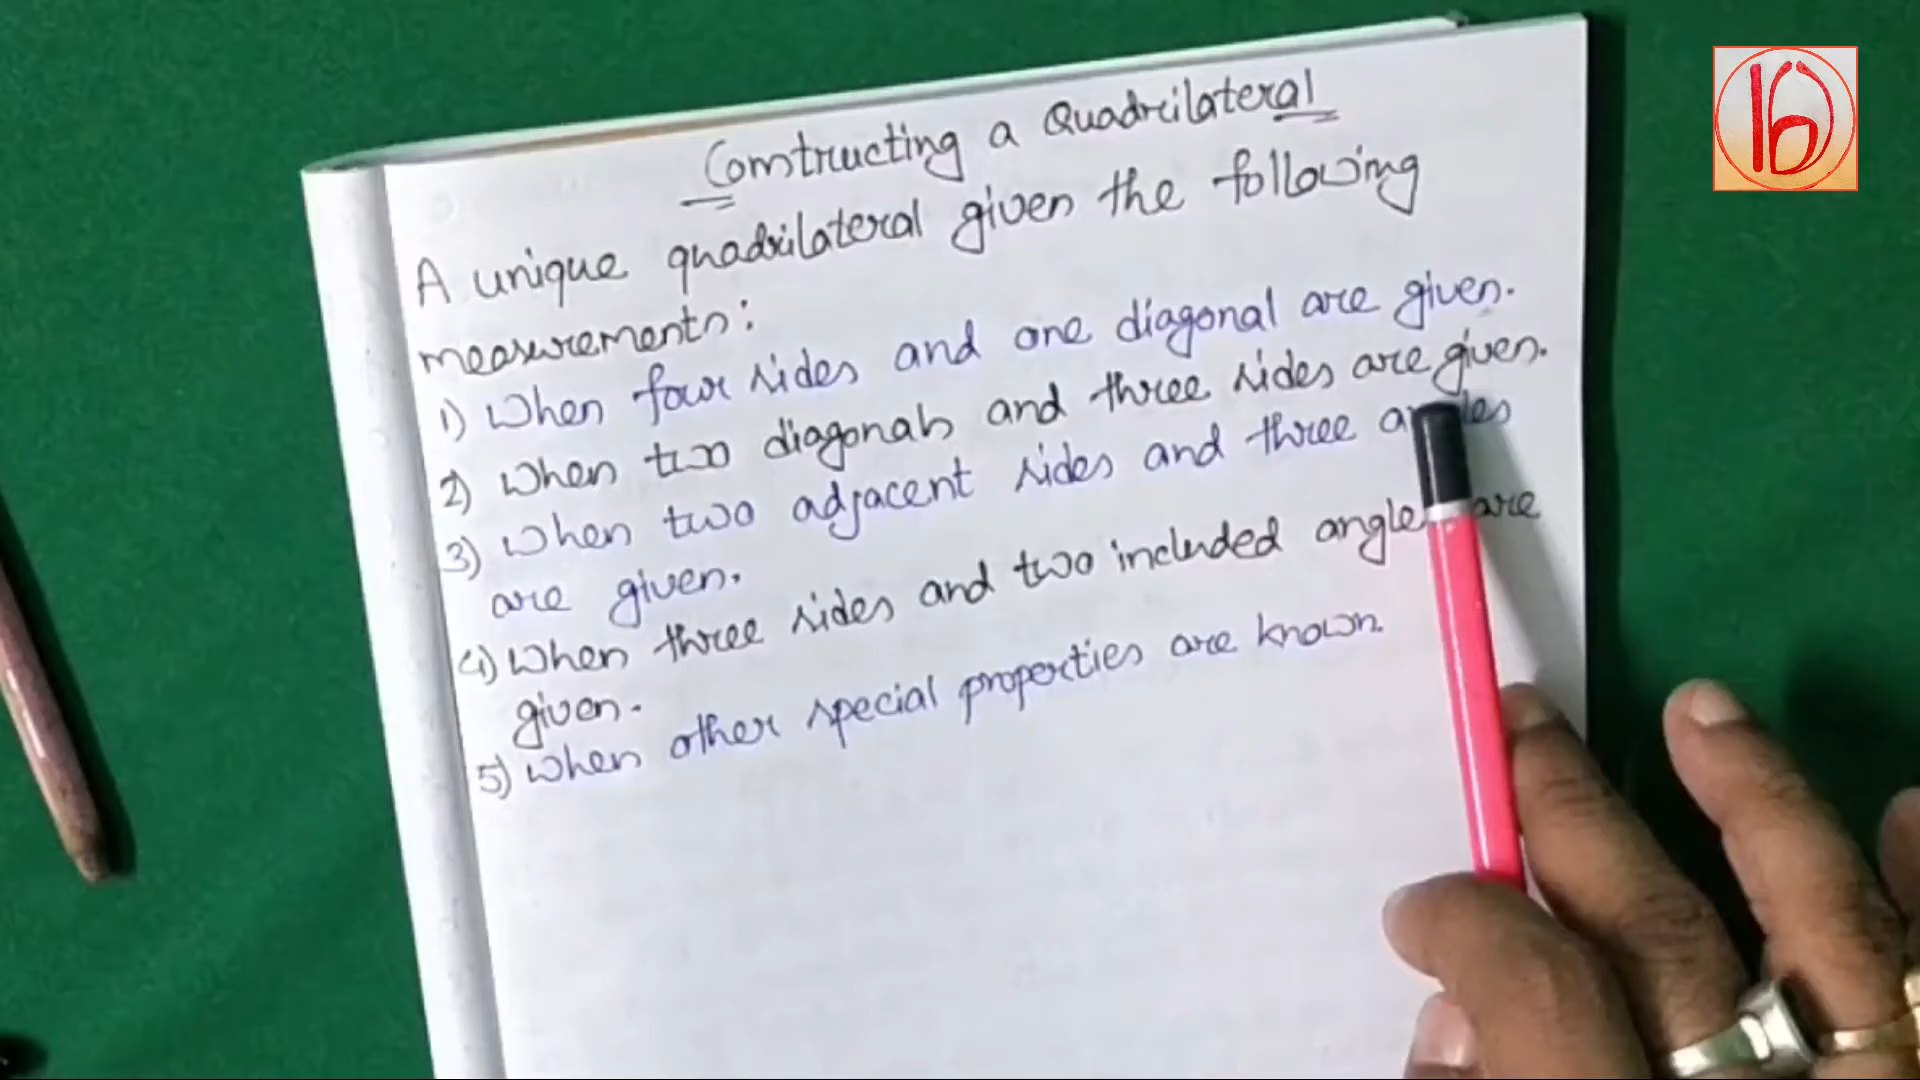 Constructing a Quadrilateral
A unique quadrilateral given the following
measurements:
1) When four sides and one diagonal are given.
2) When two diagonals and three sides are given.
3) When two adjacent sides and three angles
are given.
4) When three sides and two included angles are
given.
5) When other special properties are known.